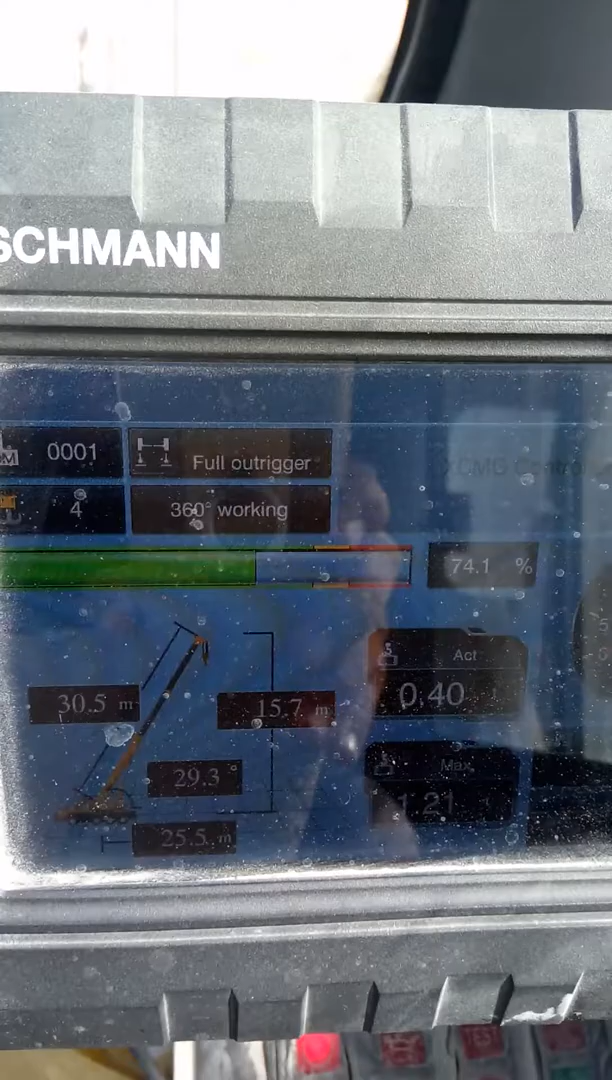 SCHMANN
0001
Full outrigger
4
360° working
74.1 %
Act
30.5 m
15.7 m
0.40 t
29.3 °
Max
1.21 t
25.5 m